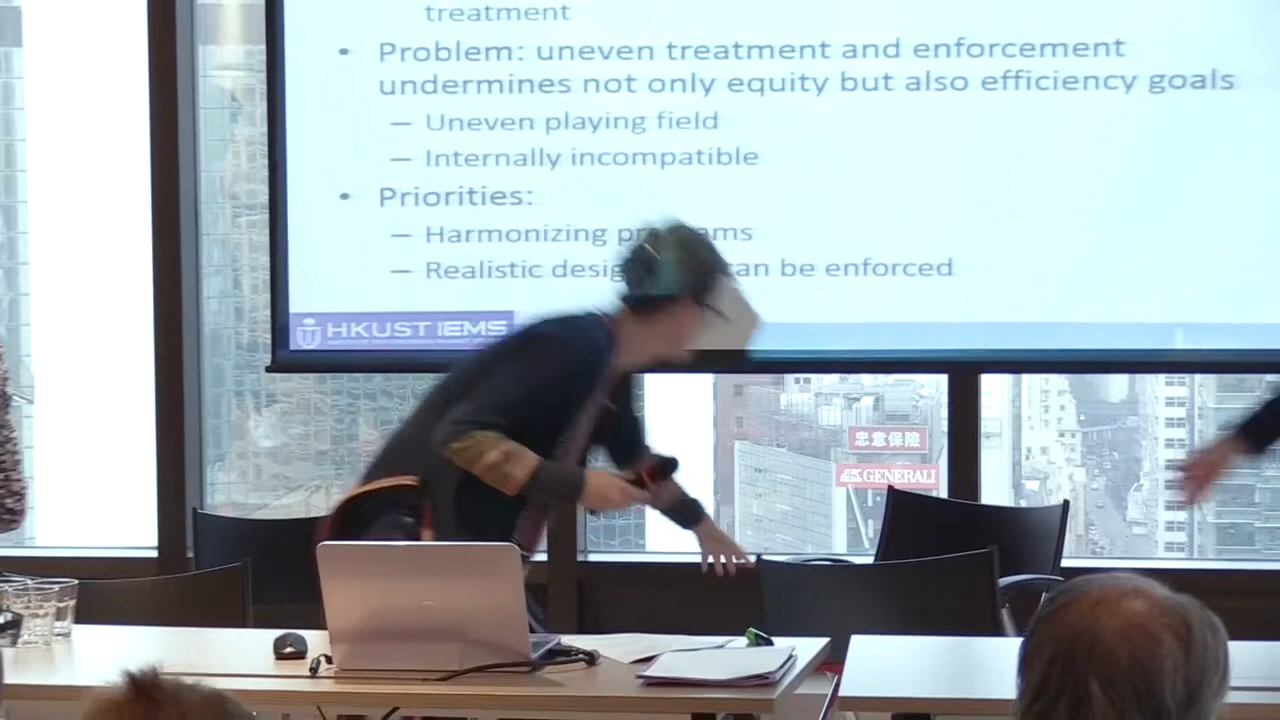 treatment
• Problem: uneven treatment and enforcement
undermines not only equity but also efficiency goals
– Uneven playing field
– Internally incompatible
• Priorities:
– Harmonizing
– Realistic can be enforced
HKUST IEMS
忠意保險
GENERALI